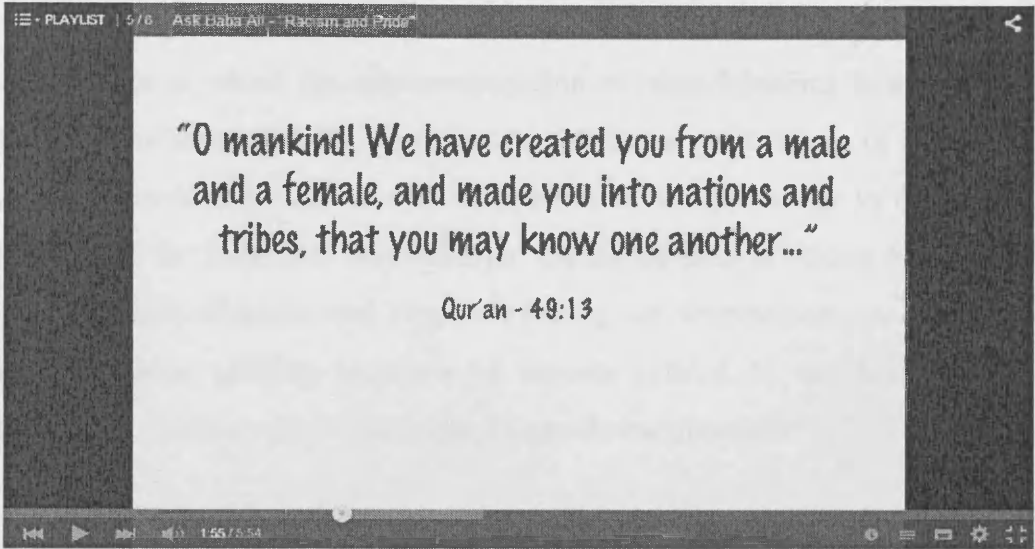 PLAYLIST | 5/6 Ask Baba Ali - "Racism and Pride"
"O mankind! We have created you from a male
and a female, and made you into nations and
tribes, that you may know one another..."
Qur'an - 49:13
1:55 / 5:54